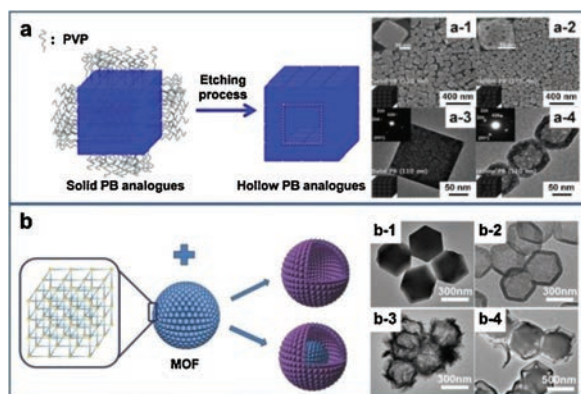 a
: PVP
Etching
process
Solid PB analogues
Hollow PB analogues
a-1
a-2
400 nm
400 nm
a-3
a-4
50 nm
50 nm
b
MOF
b-1
b-2
300nm
300nm
b-3
b-4
300nm
500nm